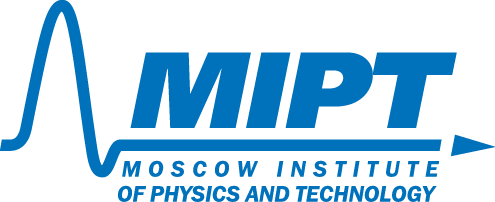 MIPT
MOSCOW INSTITUTE
OF PHYSICS AND TECHNOLOGY